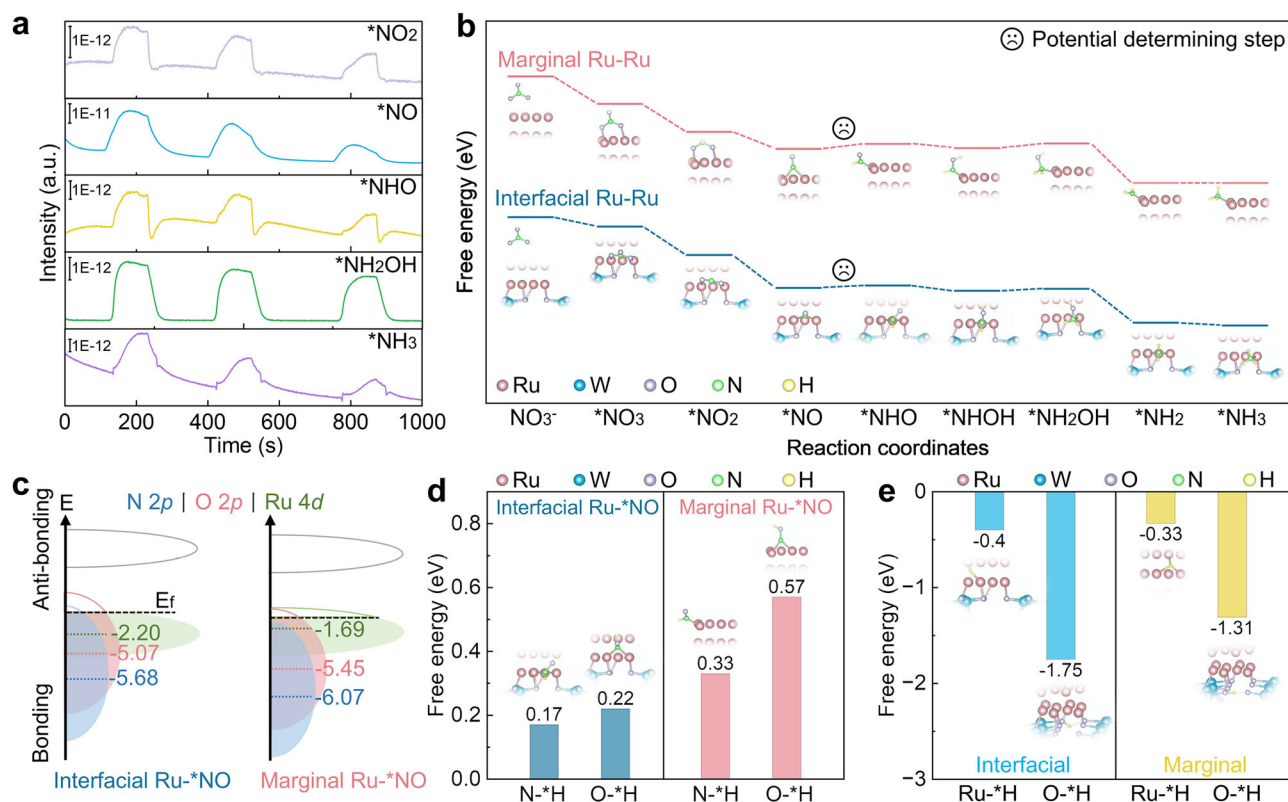 a
1E-12
*NO2
1E-11
*NO
1E-12
*NHO
1E-12
*NH2OH
1E-12
*NH3
Intensity (a.u.)
0 200 400 600 800 1000
Time (s)
b
Potential determining step
Marginal Ru-Ru
Interfacial Ru-Ru
Free energy (eV)
Ru W O N H
NO3- *NO3 *NO2 *NO *NHO *NHOH *NH2OH *NH2 *NH3
Reaction coordinates
c
N 2p | O 2p | Ru 4d
E
Anti-bonding
Bonding
Ef
-2.20
-5.07
-5.68
-1.69
-5.45
-6.07
Interfacial Ru-*NO
Marginal Ru-*NO
d
Ru W O N H
Interfacial Ru-*NO
Marginal Ru-*NO
Free energy (eV)
0.8
0.6
0.4
0.2
0.0
0.17
0.22
0.33
0.57
N-*H O-*H N-*H O-*H
e
Ru W O N H
Free energy (eV)
0
-1
-2
-3
-0.4
-1.75
-0.33
-1.31
Interfacial
Marginal
Ru-*H O-*H Ru-*H O-*H